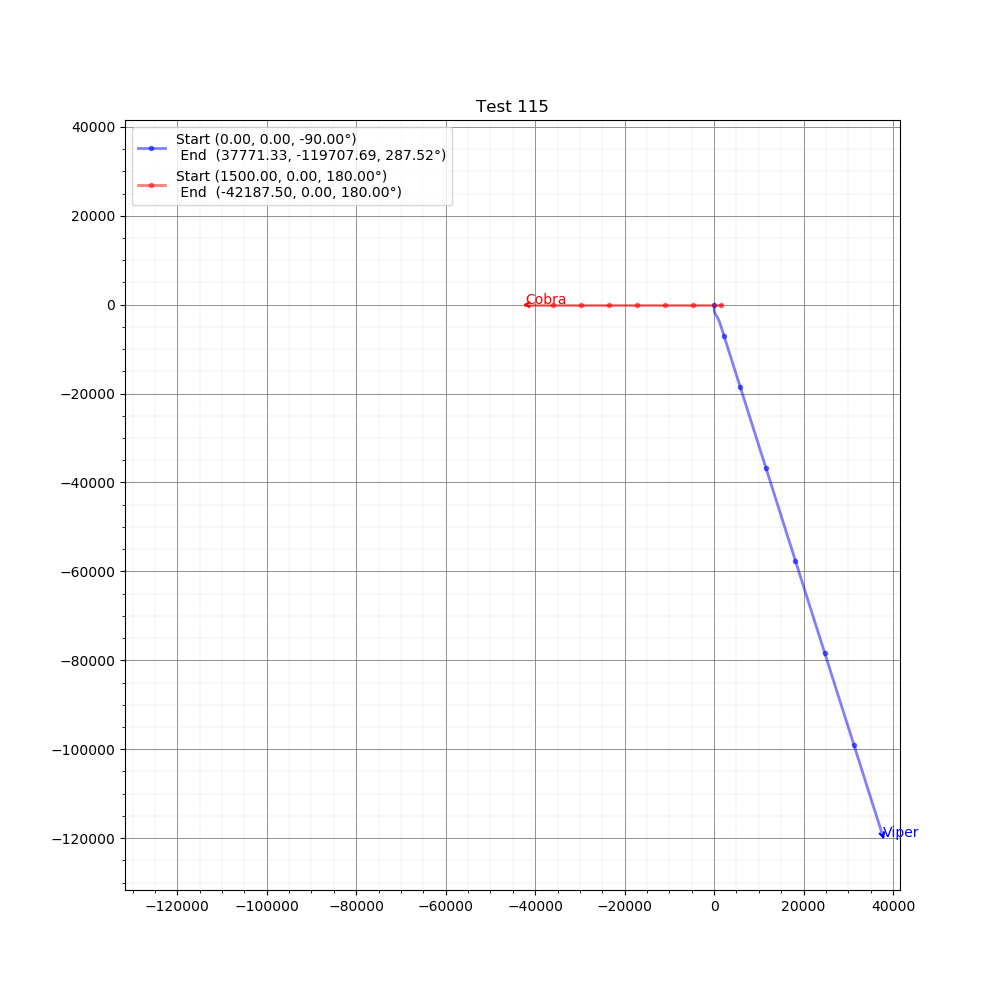 Test 115
Start (0.00, 0.00, -90.00°)
End (37771.33, -119707.69, 287.52°)
Start (1500.00, 0.00, 180.00°)
End (-42187.50, 0.00, 180.00°)
40000
20000
0
−20000
−40000
−60000
−80000
−100000
−120000
Cobra
Viper
−120000 −100000 −80000 −60000 −40000 −20000 0 20000 40000